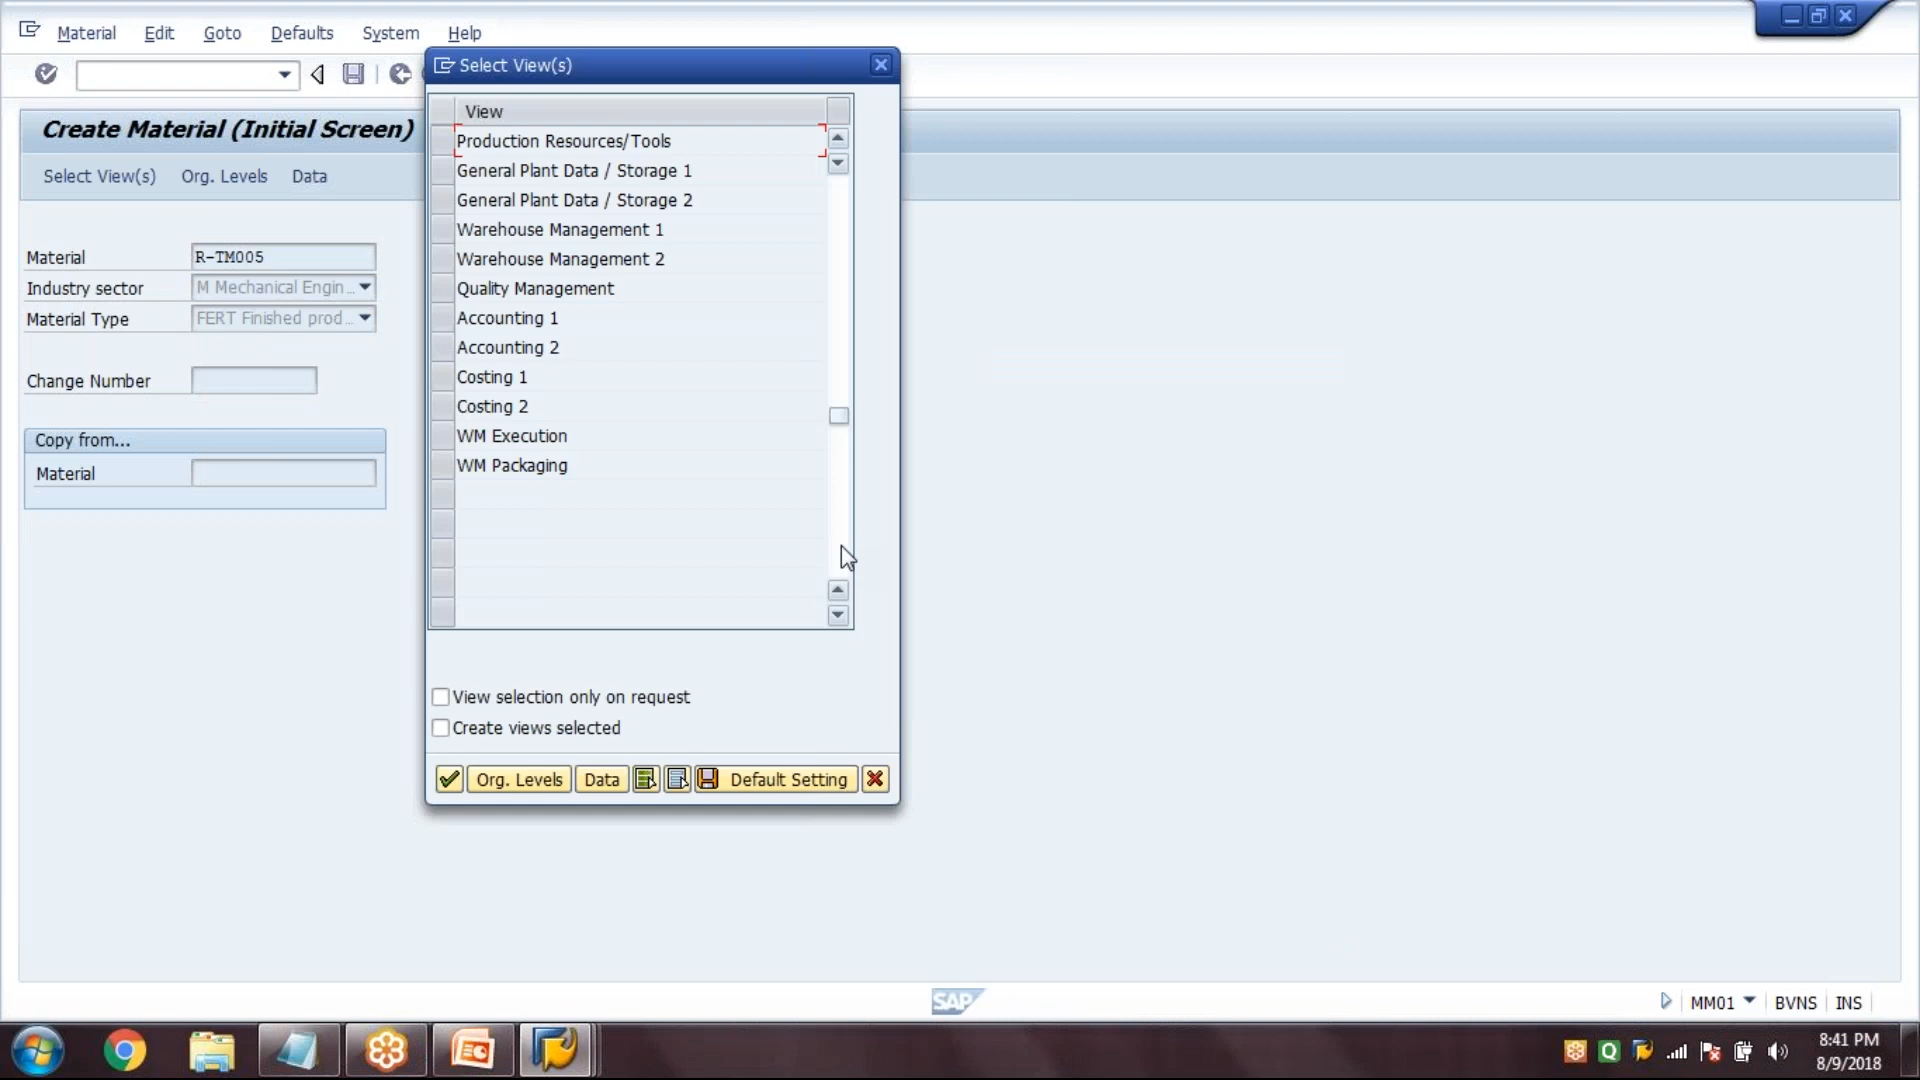 Material Edit Goto Defaults System Help
Select View(s)
View
Create Material (Initial Screen)
Select View(s) Org. Levels Data
Material R-TM005
Industry sector M Mechanical Engin...
Material Type FERT Finished prod...
Change Number
Copy from...
Material
Production Resources/Tools
General Plant Data / Storage 1
General Plant Data / Storage 2
Warehouse Management 1
Warehouse Management 2
Quality Management
Accounting 1
Accounting 2
Costing 1
Costing 2
WM Execution
WM Packaging
View selection only on request
Create views selected
Org. Levels Data Default Setting
SAP
MM01 BVNS INS
8:41 PM
8/9/2018